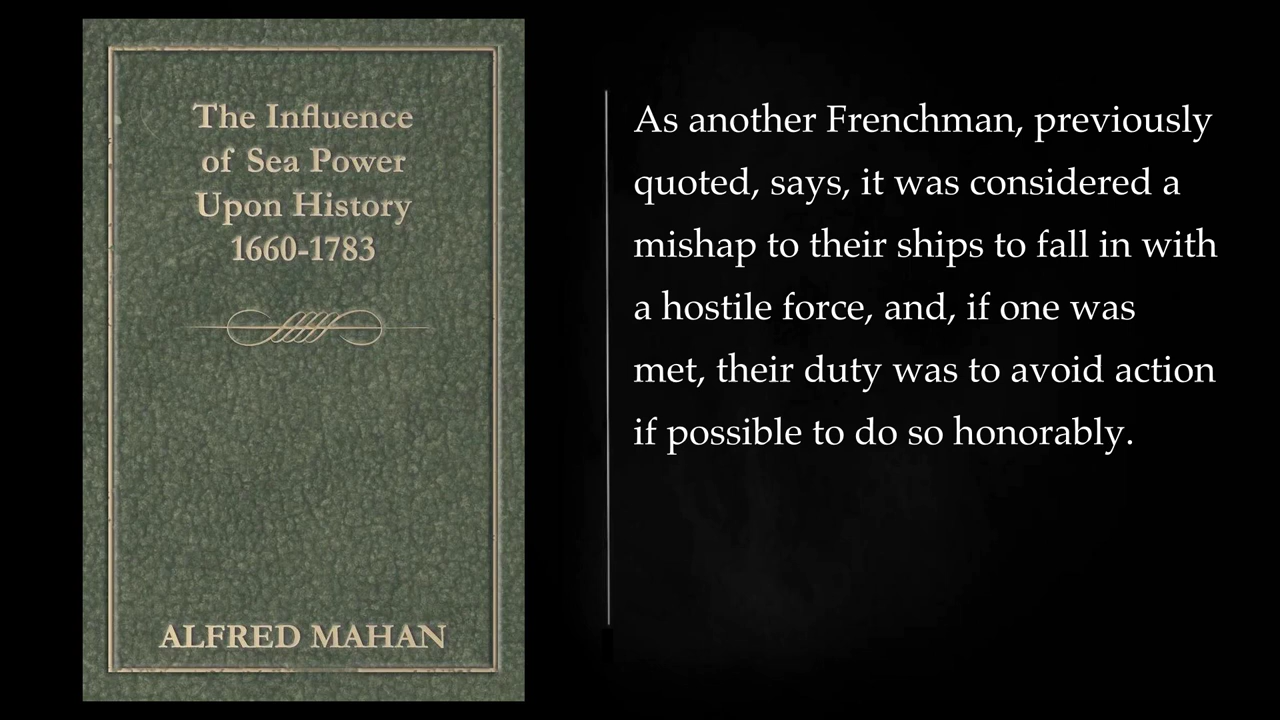 The Influence
of Sea Power
Upon History
1660-1783
ALFRED MAHAN
As another Frenchman, previously
quoted, says, it was considered a
mishap to their ships to fall in with
a hostile force, and, if one was
met, their duty was to avoid action
if possible to do so honorably.